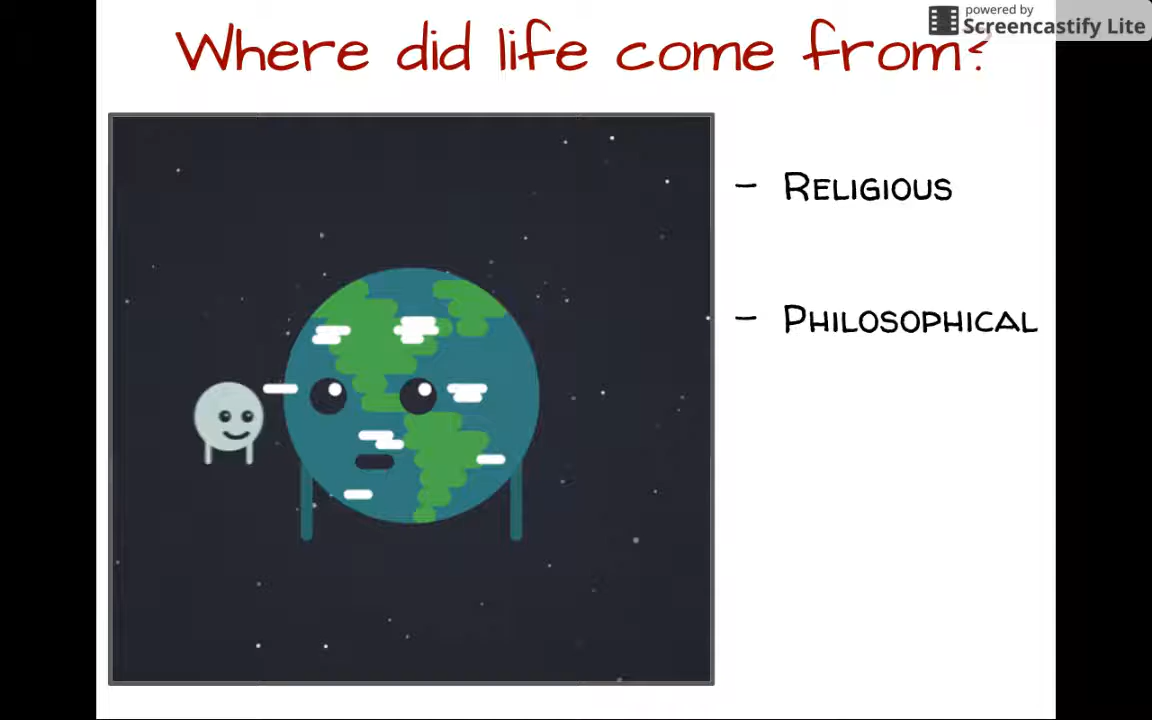 powered by
Screencastify Lite
Where did life come from?
- Religious
- Philosophical